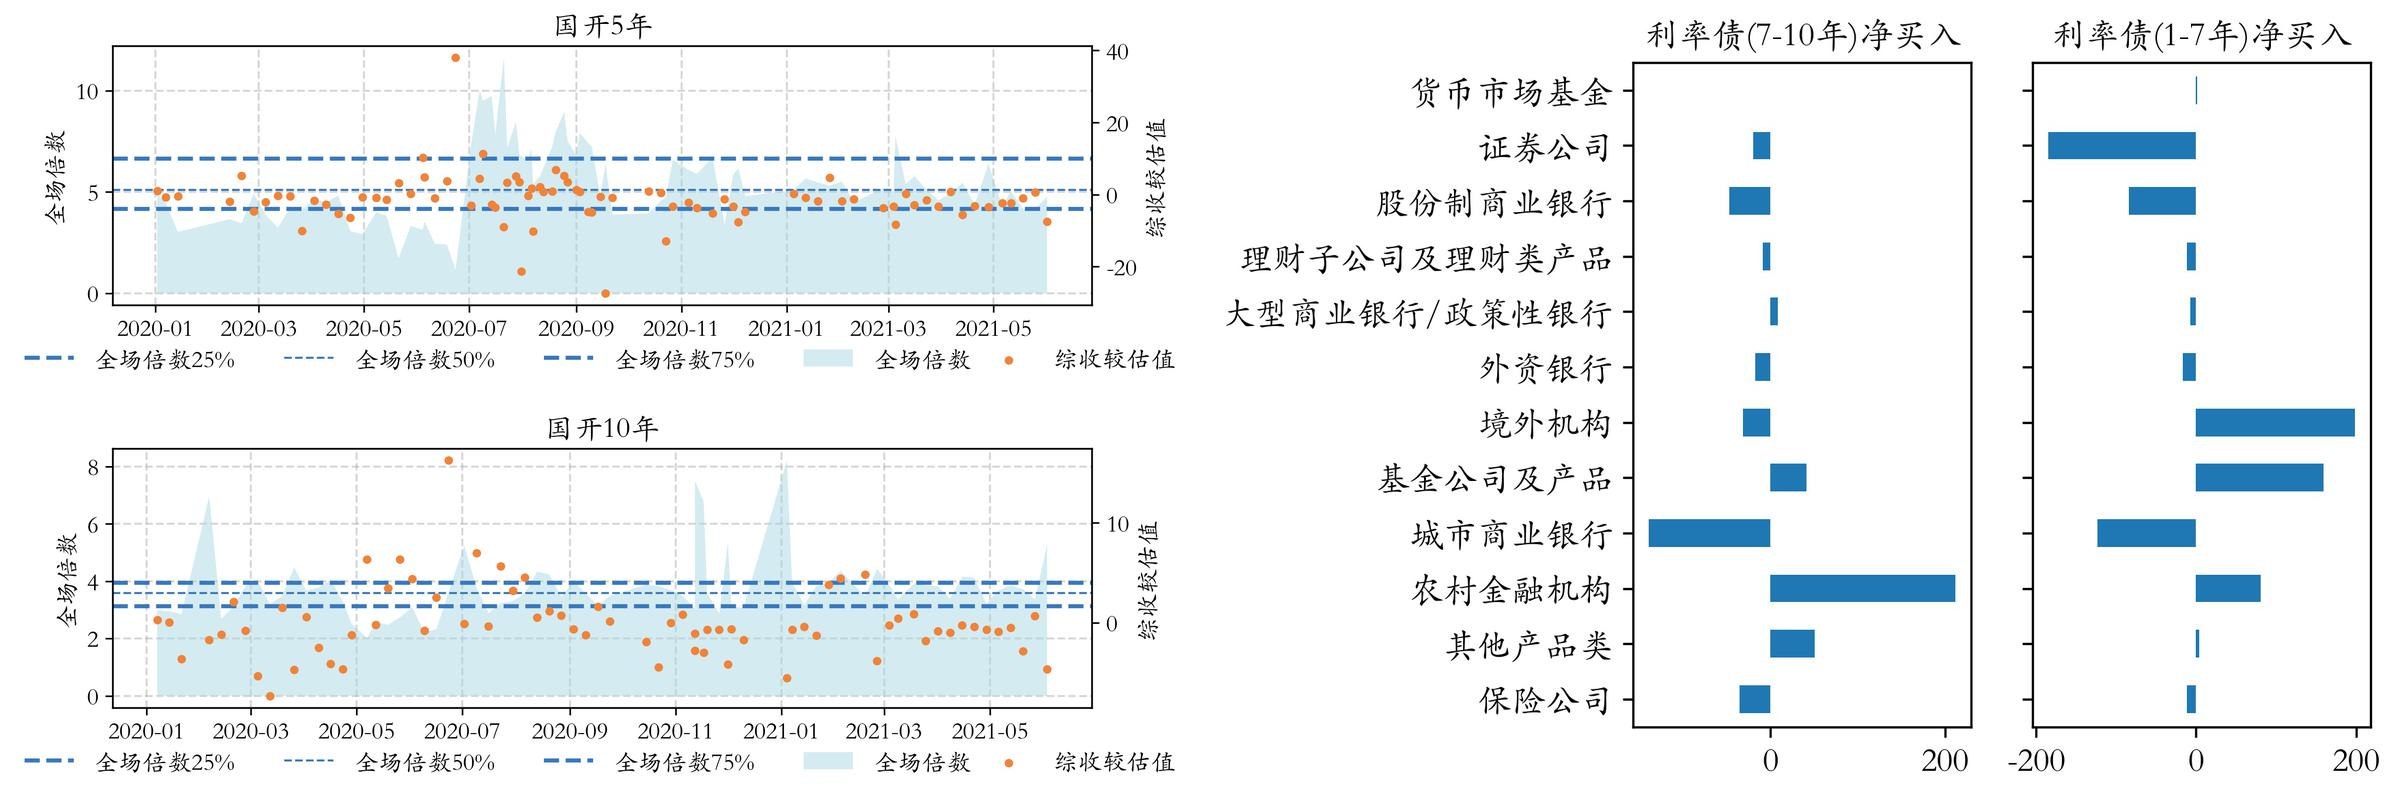 国开5年
10
5
0
全场倍数
40
20
0
-20
综收较估值
2020-01 2020-03 2020-05 2020-07 2020-09 2020-11 2021-01 2021-03 2021-05
全场倍数25% 全场倍数50% 全场倍数75% 全场倍数 综收较估值
国开10年
8
6
4
2
0
全场倍数
10
0
综收较估值
2020-01 2020-03 2020-05 2020-07 2020-09 2020-11 2021-01 2021-03 2021-05
全场倍数25% 全场倍数50% 全场倍数75% 全场倍数 综收较估值
利率债(7-10年)净买入
货币市场基金
证券公司
股份制商业银行
理财子公司及理财类产品
大型商业银行/政策性银行
外资银行
境外机构
基金公司及产品
城市商业银行
农村金融机构
其他产品类
保险公司
0 200
利率债(1-7年)净买入
-200 0 200